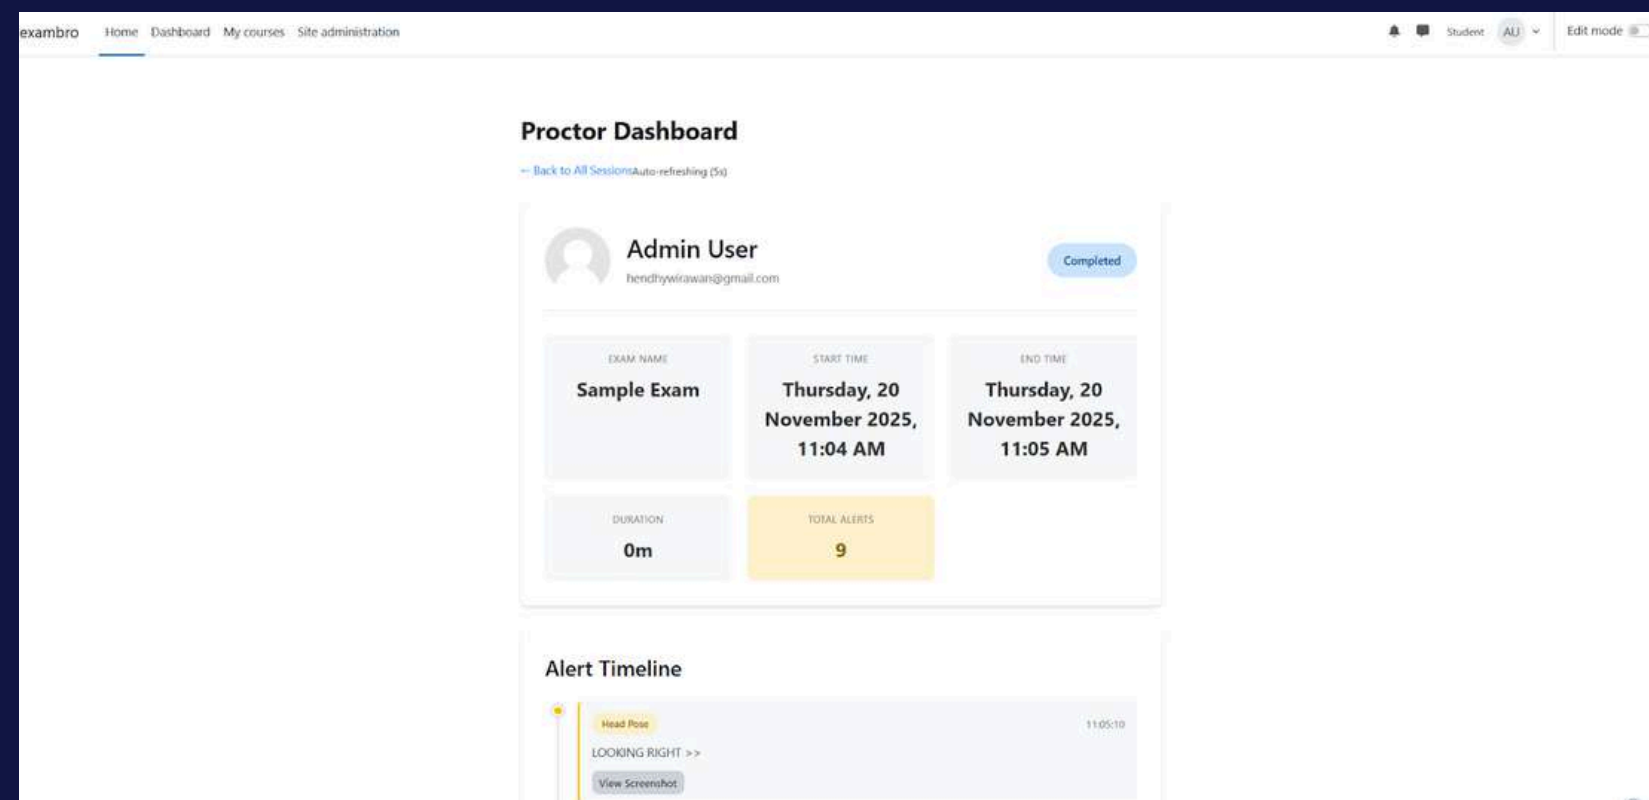 exambro Home Dashboard My courses Site administration Student AU Edit mode
Proctor Dashboard
← Back to All Sessions Auto-refreshing (5s)
Admin User
hendhywirawan@gmail.com
Completed
EXAM NAME
Sample Exam
START TIME
Thursday, 20
November 2025,
11:04 AM
END TIME
Thursday, 20
November 2025,
11:05 AM
DURATION
0m
TOTAL ALERTS
9
Alert Timeline
Head Pose 11:05:10
LOOKING RIGHT >>
View Screenshot